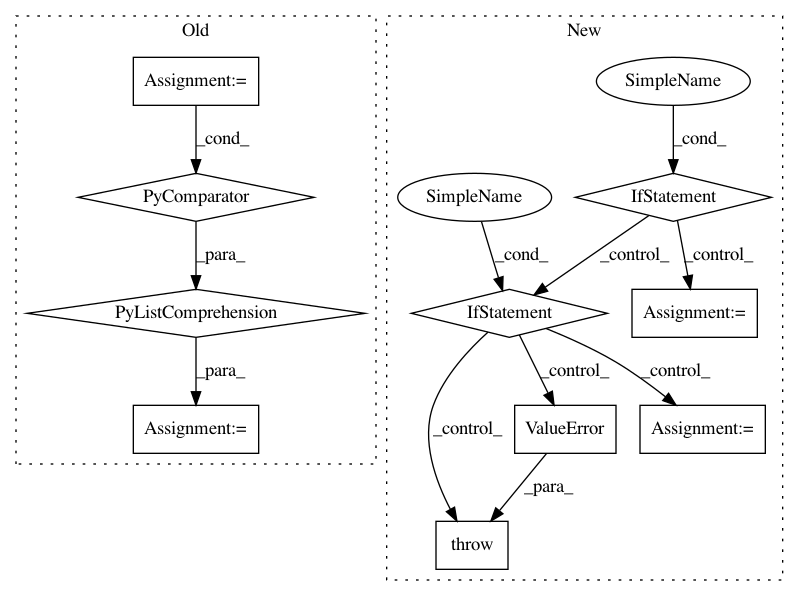 Old
New
Assignment:=
SimpleName
_cond_
_cond_
PyComparator
SimpleName
IfStatement
_para_
_cond_
_control_
_control_
PyListComprehension
IfStatement
Assignment:=
_para_
_control_
_control_
_control_
Assignment:=
ValueError
Assignment:=
_para_
throw